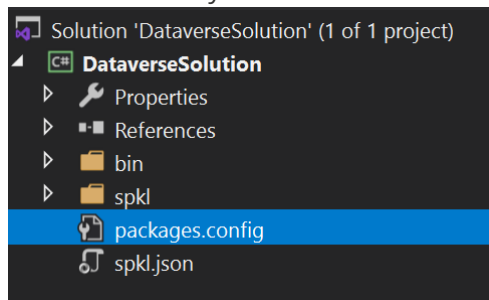 Solution 'DataverseSolution' (1 of 1 project)
C# DataverseSolution
Properties
References
bin
spkl
packages.config
spkl.json